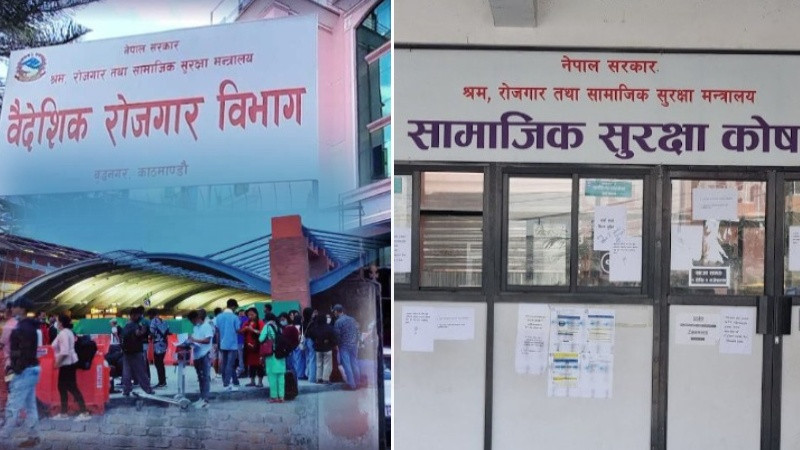 नेपाल सरकार
श्रम, रोजगार तथा सामाजिक सुरक्षा मन्त्रालय
वैदेशिक रोजगार विभाग
बुद्धनगर, काठमाण्डौ
नेपाल सरकार
श्रम, रोजगार तथा सामाजिक सुरक्षा मन्त्रालय
सामाजिक सुरक्षा कोष